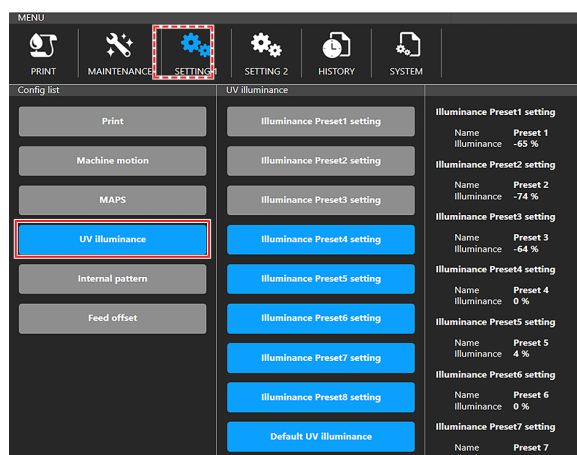 MENU
PRINT
MAINTENANCE
SETTING 1
SETTING 2
HISTORY
SYSTEM
Config list
Print
Machine motion
MAPS
UV illuminance
Internal pattern
Feed offset
UV illuminance
Illuminance Preset1 setting
Illuminance Preset2 setting
Illuminance Preset3 setting
Illuminance Preset4 setting
Illuminance Preset5 setting
Illuminance Preset6 setting
Illuminance Preset7 setting
Illuminance Preset8 setting
Default UV illuminance
Illuminance Preset1 setting
Name Preset 1
Illuminance -65 %
Illuminance Preset2 setting
Name Preset 2
Illuminance -74 %
Illuminance Preset3 setting
Name Preset 3
Illuminance -64 %
Illuminance Preset4 setting
Name Preset 4
Illuminance 0 %
Illuminance Preset5 setting
Name Preset 5
Illuminance 4 %
Illuminance Preset6 setting
Name Preset 6
Illuminance 0 %
Illuminance Preset7 setting
Name Preset 7